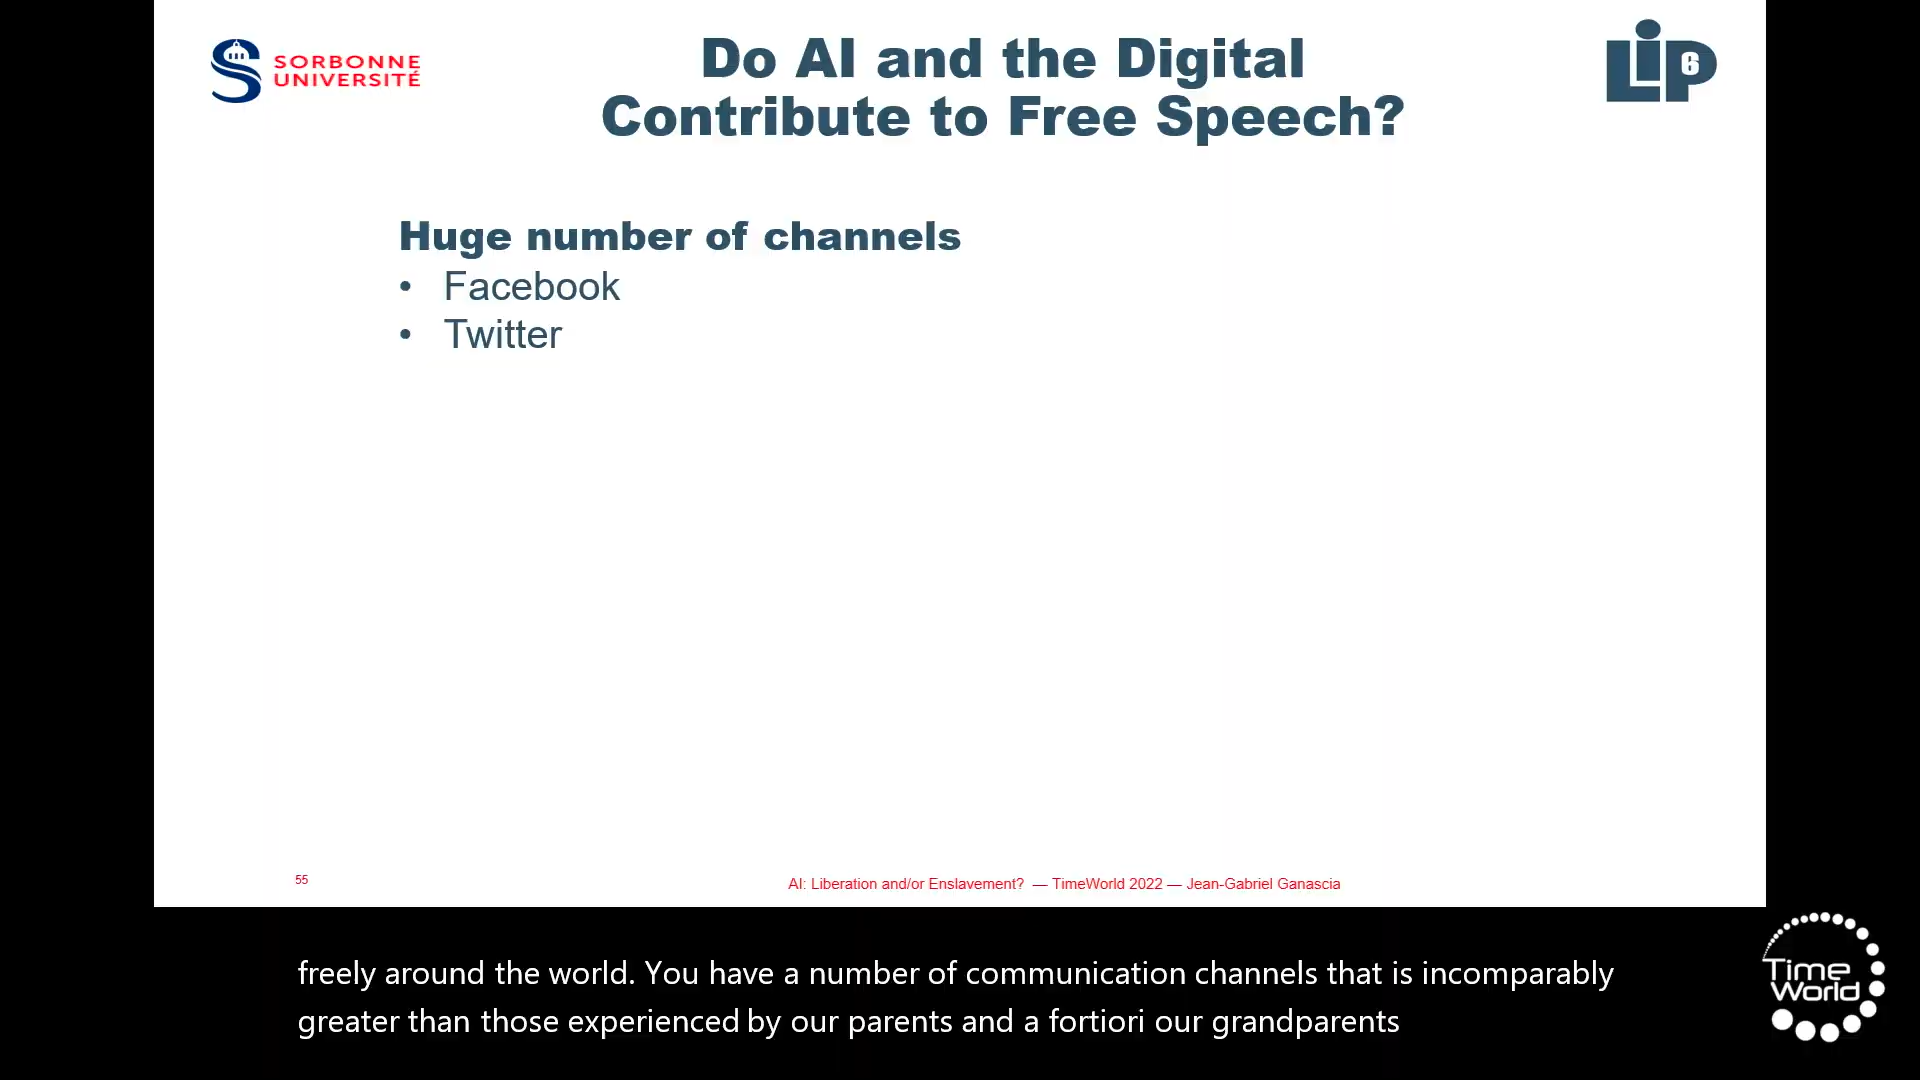 SORBONNE
UNIVERSITÉ
Do AI and the Digital
Contribute to Free Speech?
LIP6
Huge number of channels
• Facebook
• Twitter
55
AI: Liberation and/or Enslavement? — TimeWorld 2022 — Jean-Gabriel Ganascia
freely around the world. You have a number of communication channels that is incomparably
greater than those experienced by our parents and a fortiori our grandparents
Time
World